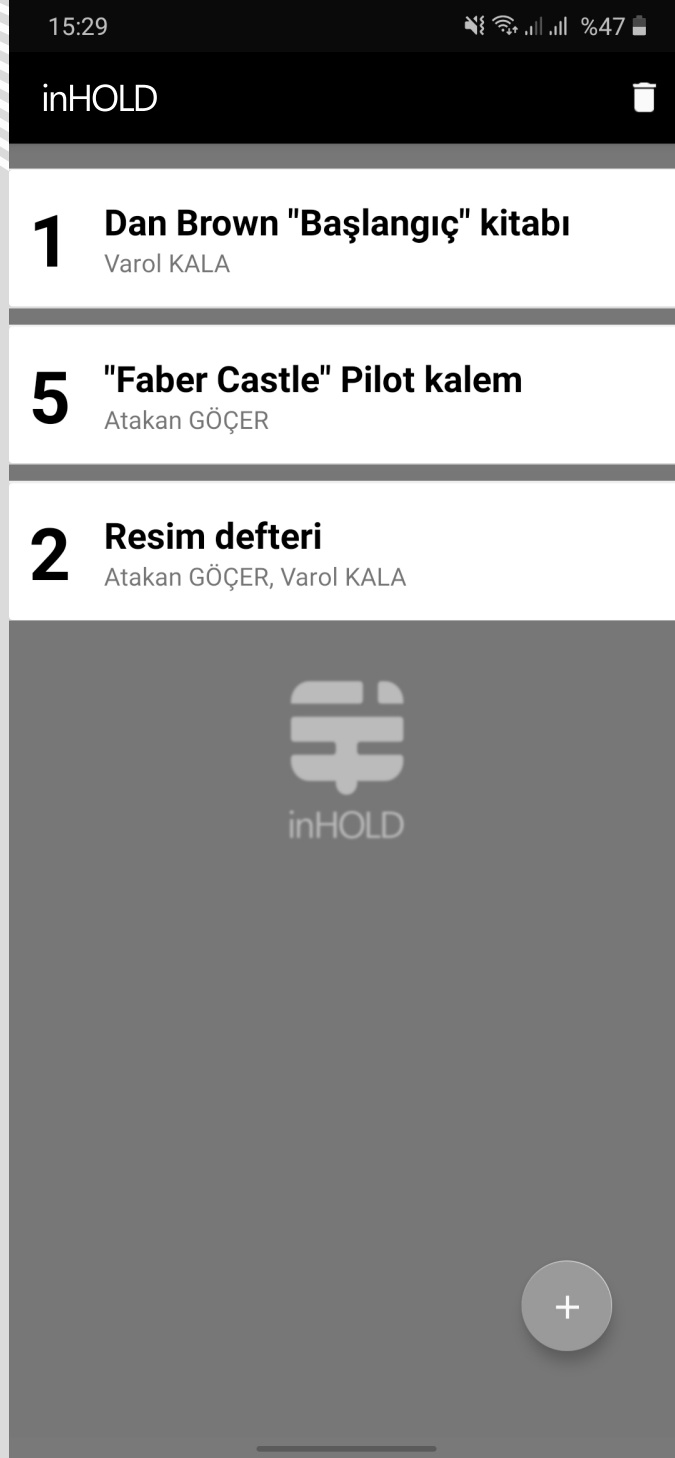 15:29 %47
inHOLD
1 Dan Brown "Başlangıç" kitabı
Varol KALA
5 "Faber Castle" Pilot kalem
Atakan GÖÇER
2 Resim defteri
Atakan GÖÇER, Varol KALA
inHOLD
+